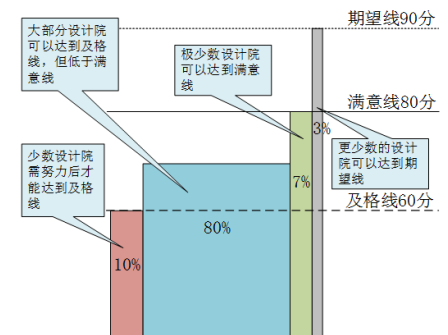 期望线90分
大部分设计院
可以达到及格
线，但低于满
意线
极少数设计院
可以达到满意
线
满意线80分
3%
更少数的设计
院可以达到期
望线
少数设计院
需努力后才
能达到及格
线
7%
及格线60分
80%
10%